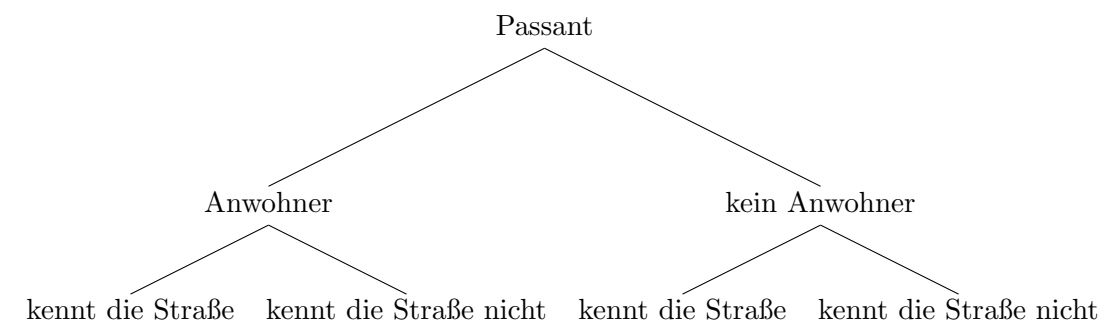 Passant
Anwohner kein Anwohner
kennt die Straße kennt die Straße nicht kennt die Straße kennt die Straße nicht